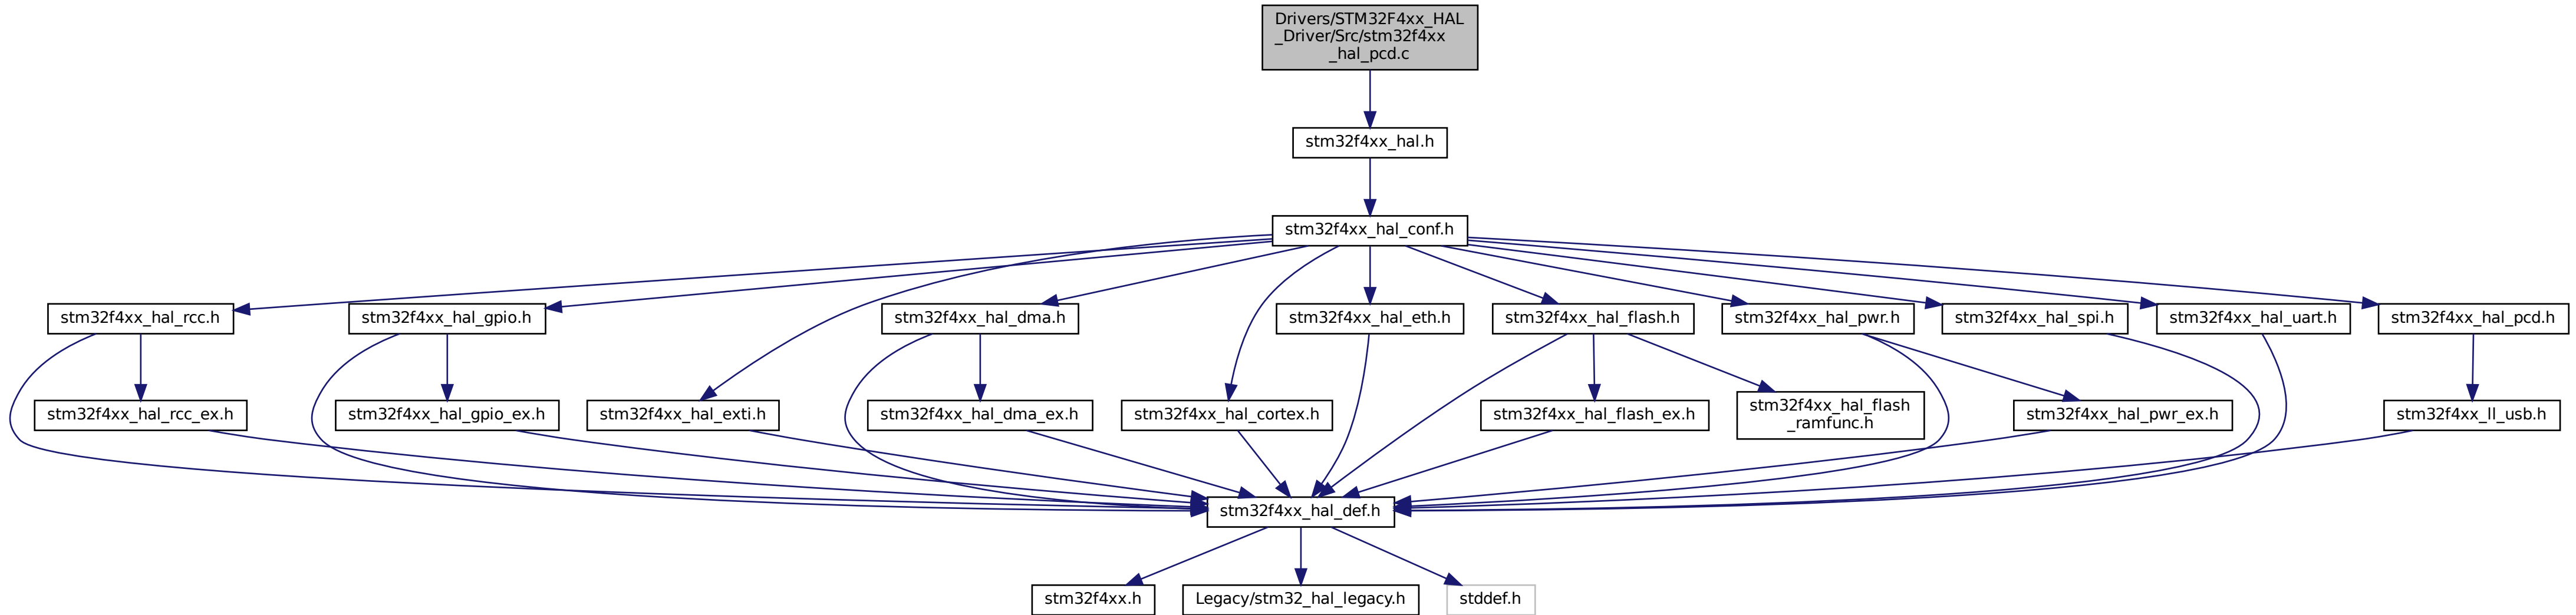 Drivers/STM32F4xx_HAL
_Driver/Src/stm32f4xx
_hal_pcd.c
stm32f4xx_hal.h
stm32f4xx_hal_conf.h
stm32f4xx_hal_rcc.h
stm32f4xx_hal_gpio.h
stm32f4xx_hal_dma.h
stm32f4xx_hal_eth.h
stm32f4xx_hal_flash.h
stm32f4xx_hal_pwr.h
stm32f4xx_hal_spi.h
stm32f4xx_hal_uart.h
stm32f4xx_hal_pcd.h
stm32f4xx_hal_rcc_ex.h
stm32f4xx_hal_gpio_ex.h
stm32f4xx_hal_exti.h
stm32f4xx_hal_dma_ex.h
stm32f4xx_hal_cortex.h
stm32f4xx_hal_flash_ex.h
stm32f4xx_hal_flash
_ramfunc.h
stm32f4xx_hal_pwr_ex.h
stm32f4xx_ll_usb.h
stm32f4xx_hal_def.h
stm32f4xx.h
Legacy/stm32_hal_legacy.h
stddef.h